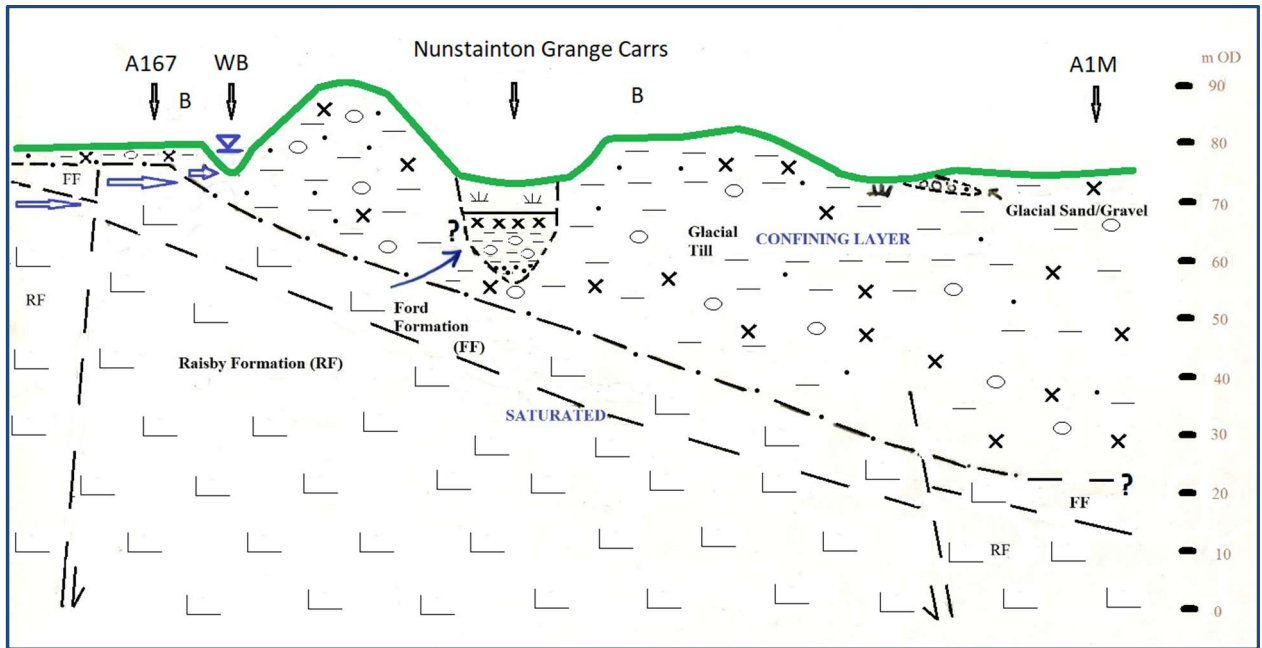 Nunstainton Grange Carrs
A167
WB
A1M
m OD
B
B
90
80
70
60
50
40
30
20
10
0
FF
Glacial Sand/Gravel
?
Glacial
Till
CONFINING LAYER
RF
Ford
Formation
(FF)
Raisby Formation (RF)
SATURATED
?
FF
RF